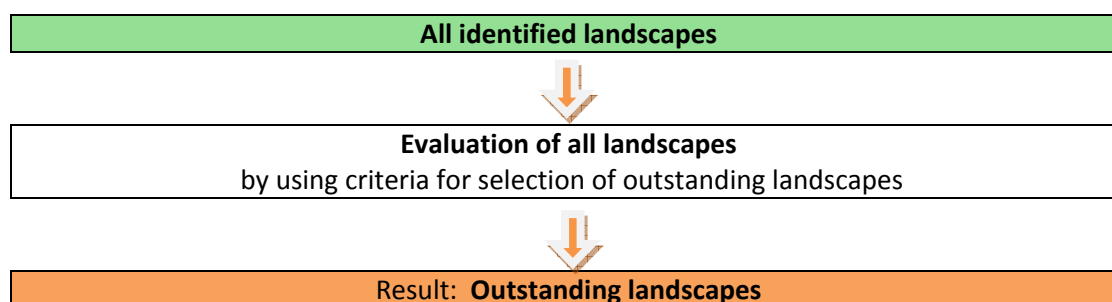 All identified landscapes
Evaluation of all landscapes
by using criteria for selection of outstanding landscapes
Result: Outstanding landscapes